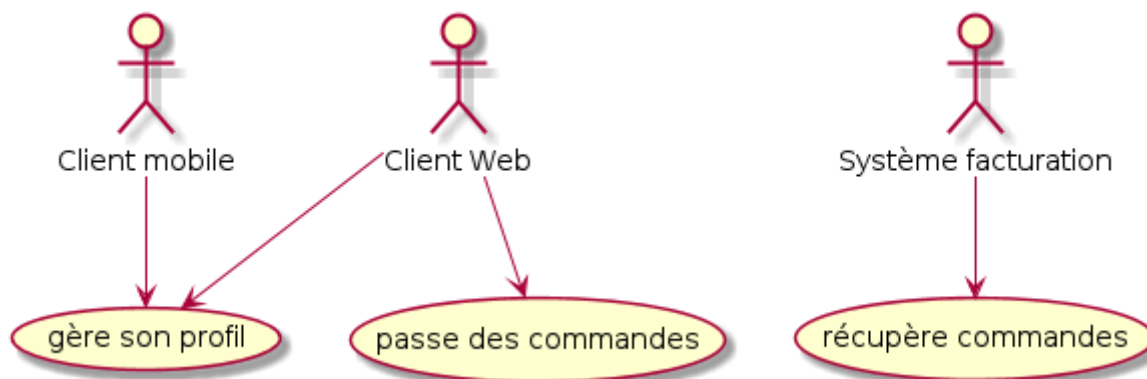 Client mobile
Client Web
Système facturation
gère son profil
passe des commandes
récupère commandes